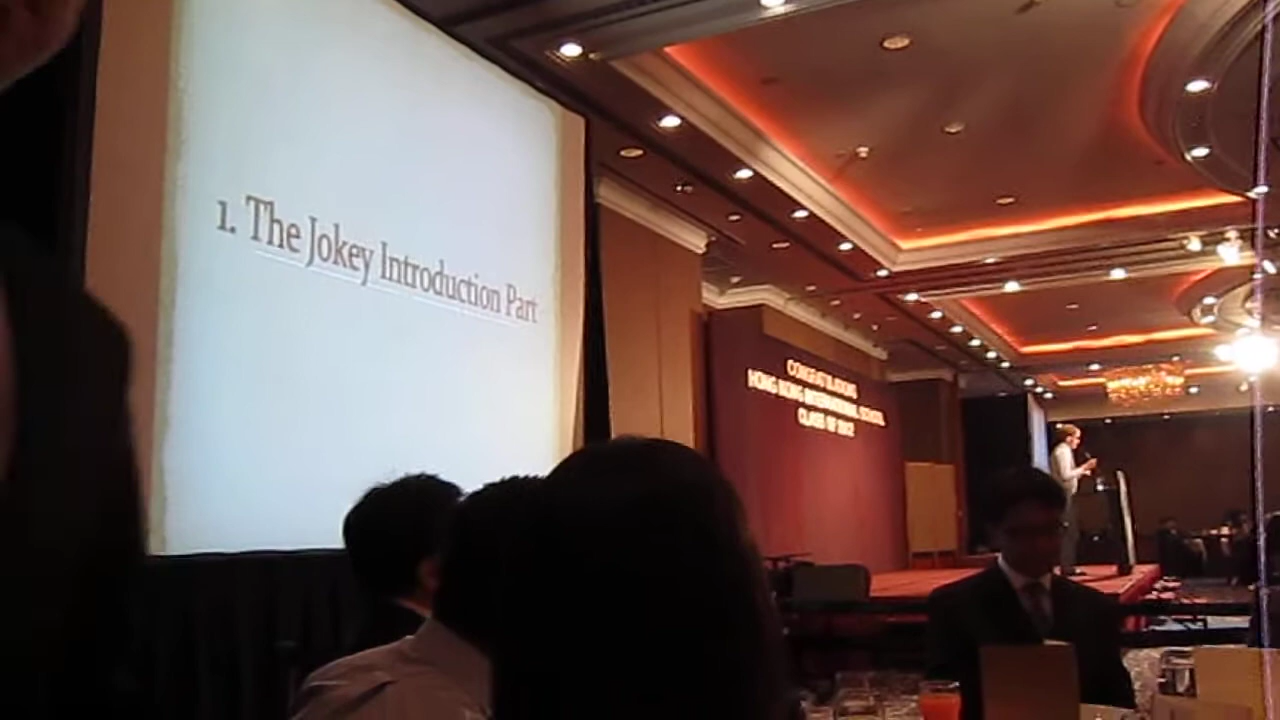 1. The Jokey Introduction Part
CONGRATULATIONS
HONG KONG INTERNATIONAL SCHOOL
CLASS OF 2012